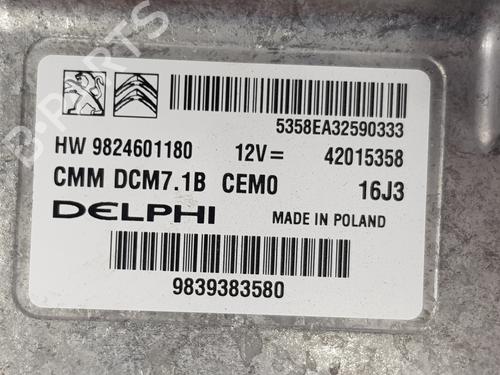 B-PARTS
5358EA32590333
HW 9824601180 12V= 42015358
CMM DCM7.1B CEM0 16J3
DELPHI MADE IN POLAND
9839383580